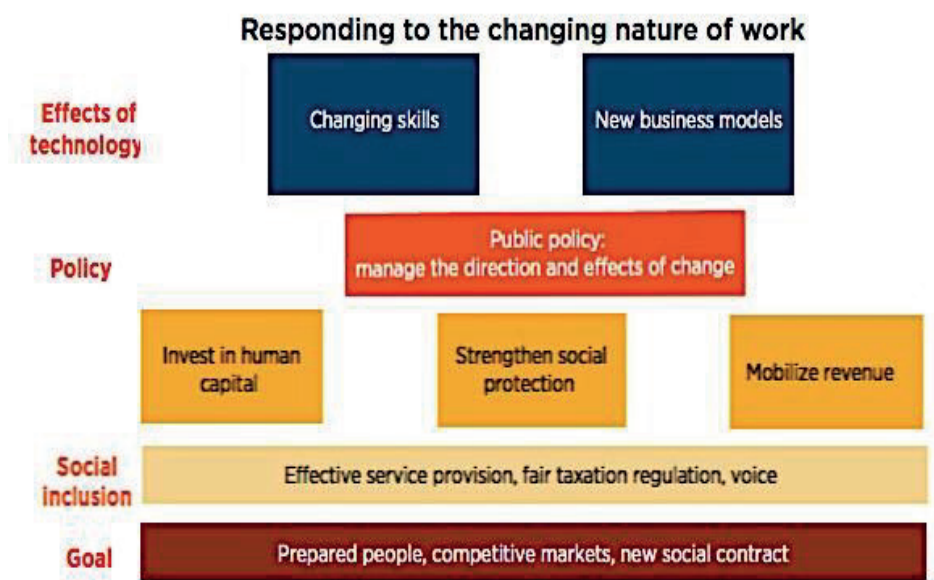 Responding to the changing nature of work
Effects of
technology
Changing skills
New business models
Policy
Public policy:
manage the direction and effects of change
Invest in human
capital
Strengthen social
protection
Mobilize revenue
Social
inclusion
Effective service provision, fair taxation regulation, voice
Goal
Prepared people, competitive markets, new social contract